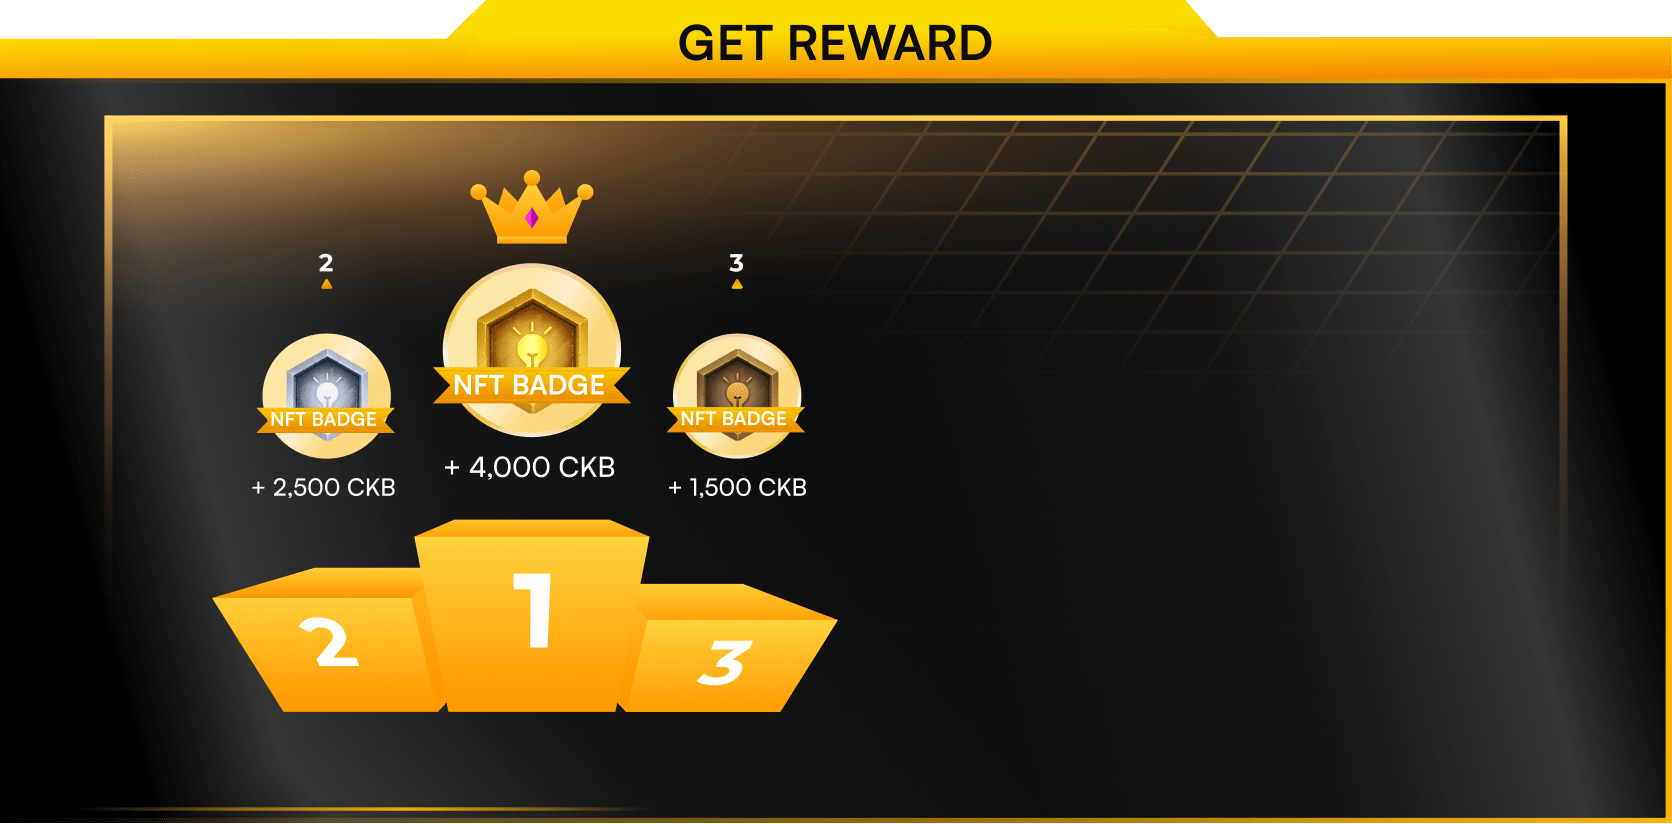 GET REWARD
2
3
NFT BADGE
NFT BADGE
NFT BADGE
+ 2,500 CKB
+ 4,000 CKB
+ 1,500 CKB
2
1
3